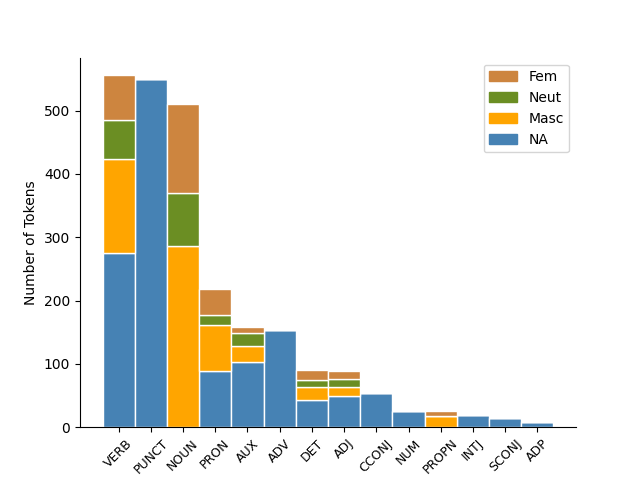 Fem
Neut
Masc
NA
Number of Tokens
500
400
300
200
100
0
VERB
PUNCT
NOUN
PRON
AUX
ADV
DET
ADJ
CCONJ
NUM
PROPN
INTJ
SCONJ
ADP